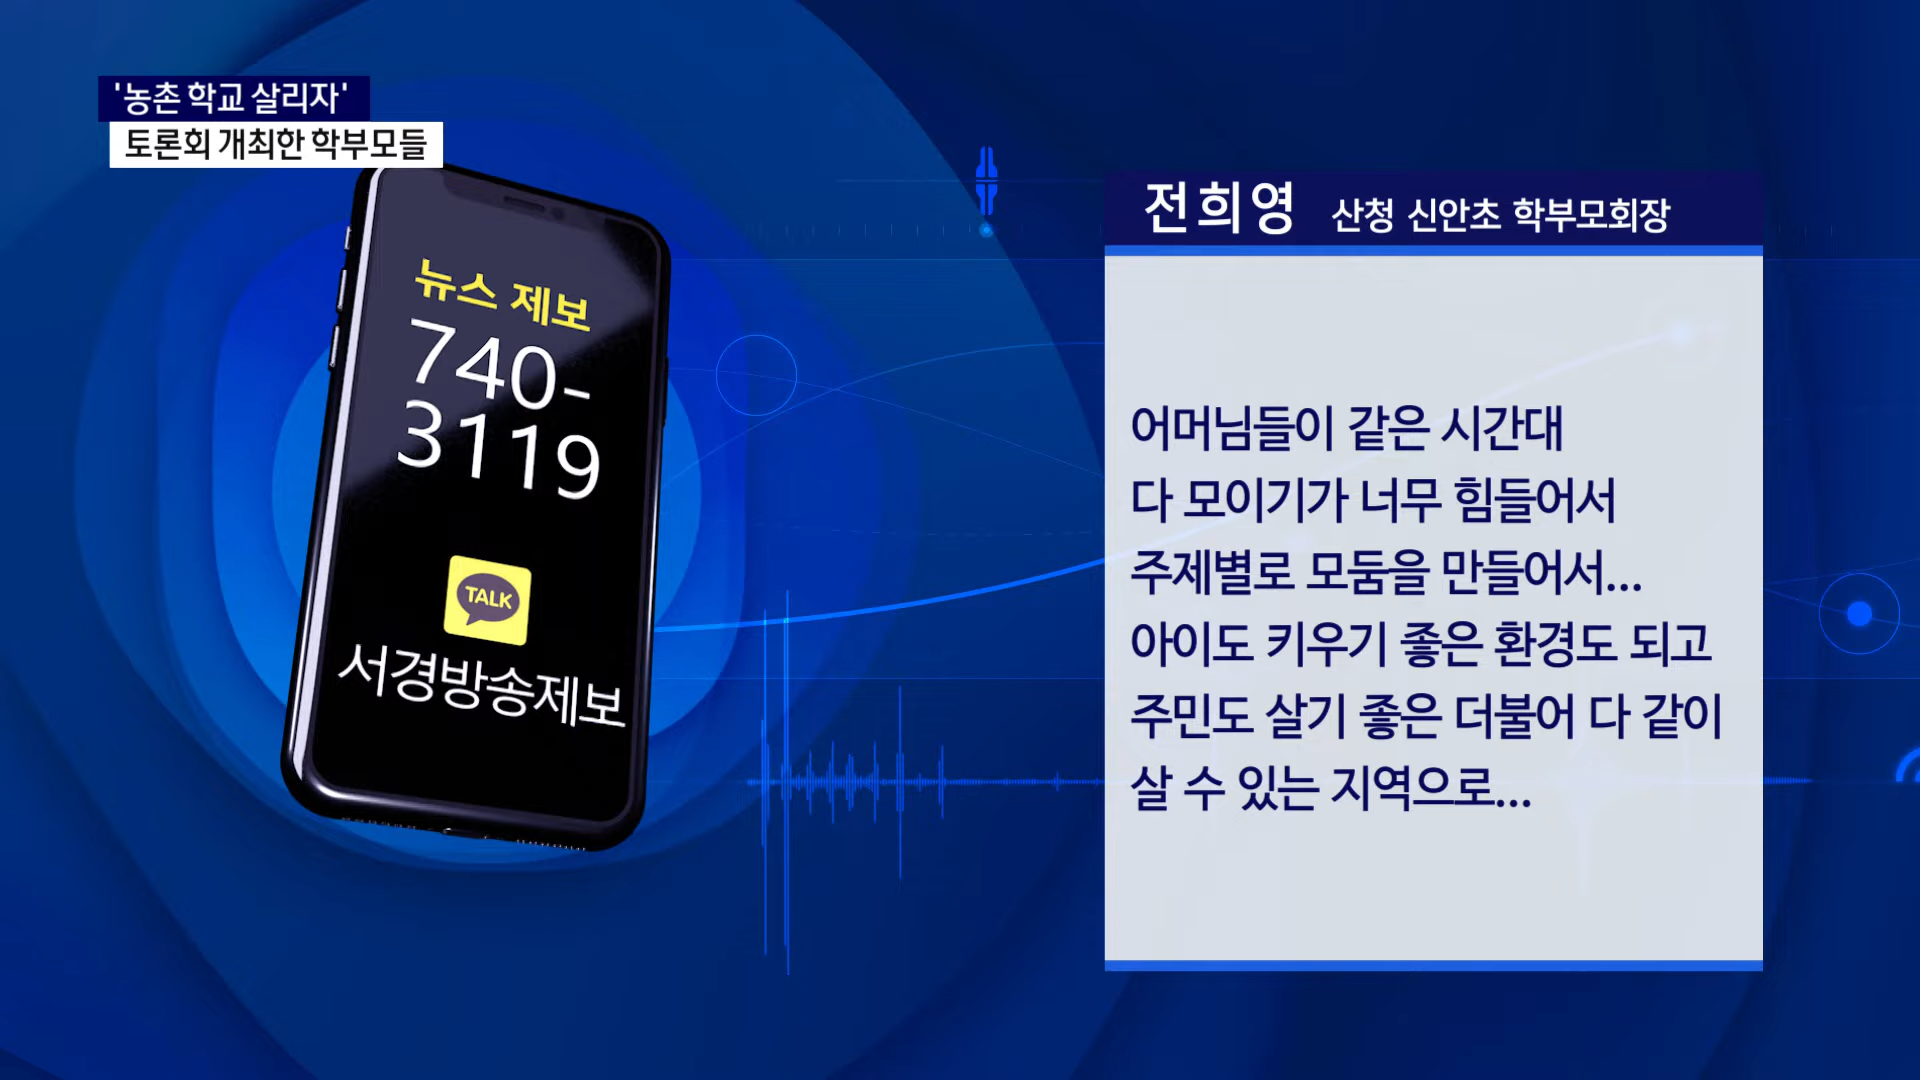 '농촌 학교 살리자'
토론회 개최한 학부모들
뉴스 제보
740-
3119
TALK
서경방송제보
전희영 산청 신안초 학부모회장
어머님들이 같은 시간대
다 모이기가 너무 힘들어서
주제별로 모둠을 만들어서...
아이도 키우기 좋은 환경도 되고
주민도 살기 좋은 더불어 다 같이
살 수 있는 지역으로...